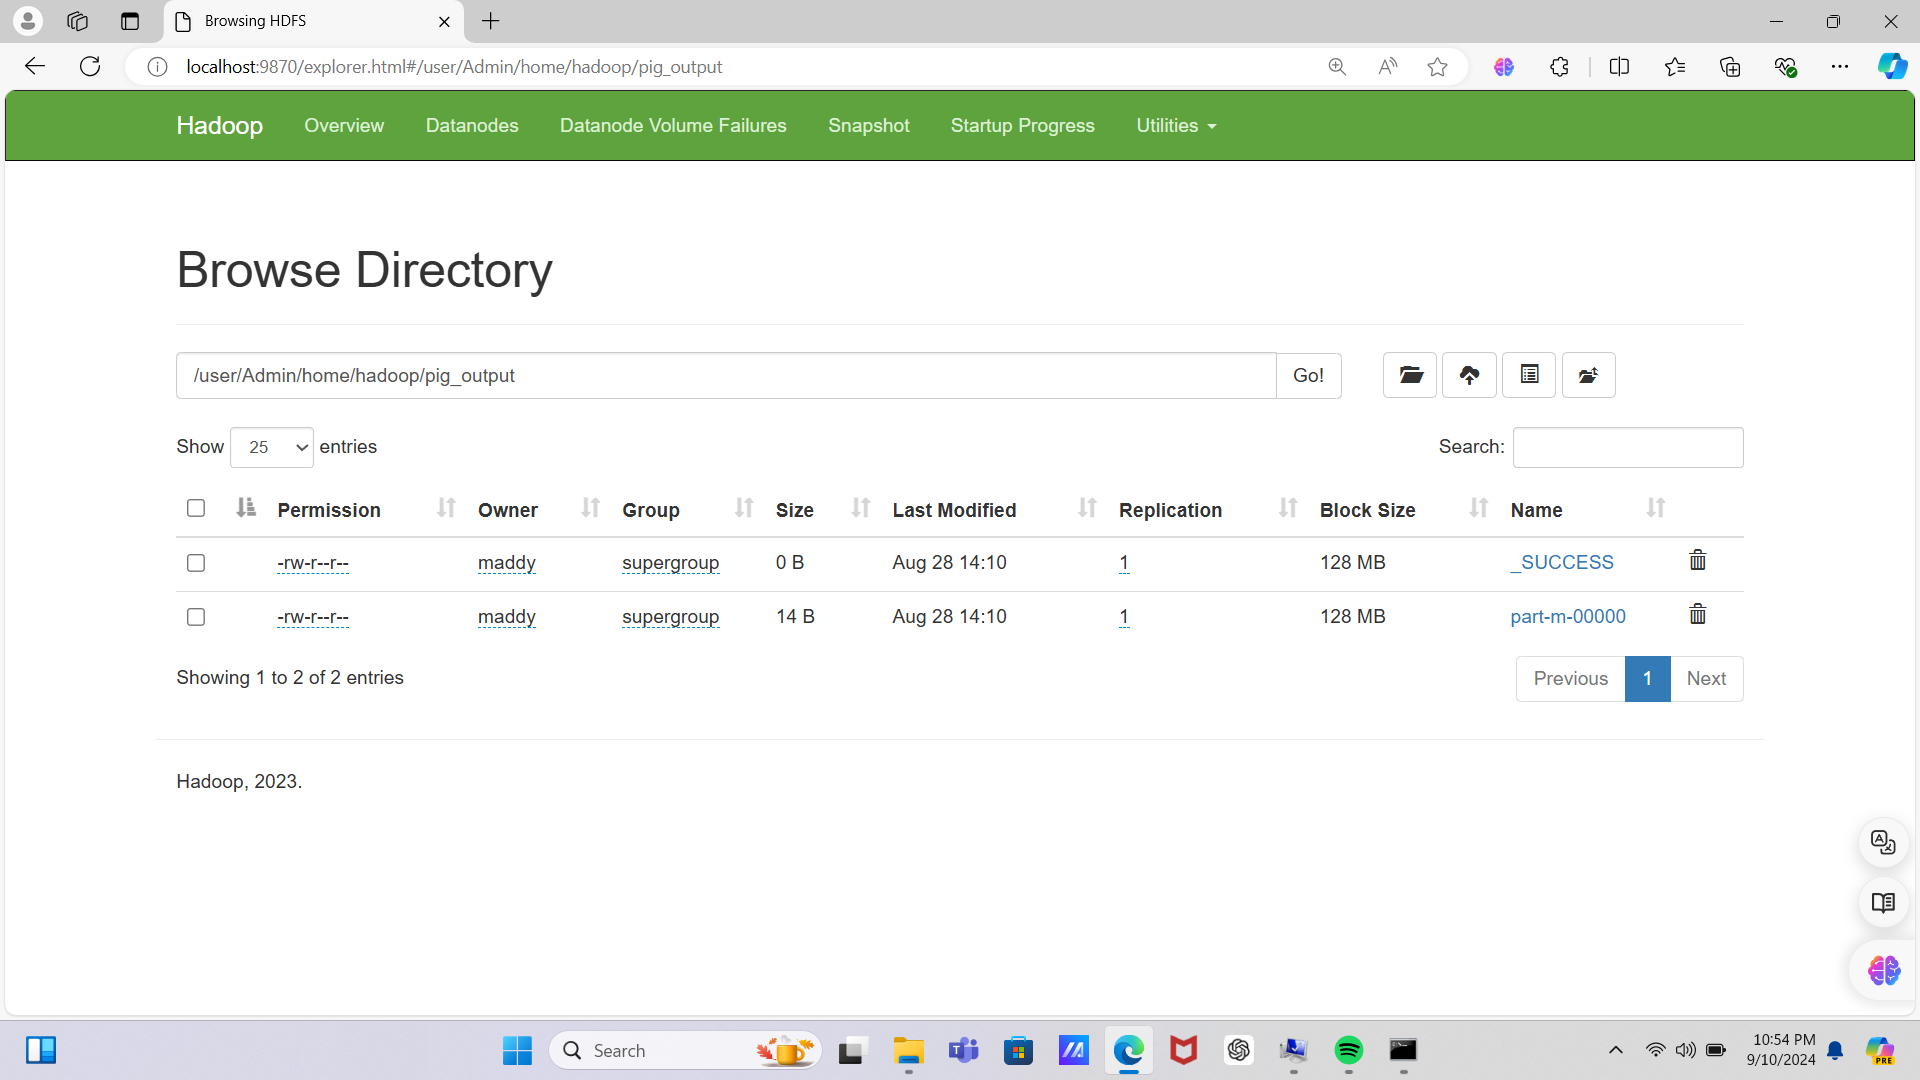 Browsing HDFS
localhost:9870/explorer.html#/user/Admin/home/hadoop/pig_output
Hadoop Overview Datanodes Datanode Volume Failures Snapshot Startup Progress Utilities
Browse Directory
/user/Admin/home/hadoop/pig_output Go!
Show 25 entries Search:
Permission Owner Group Size Last Modified Replication Block Size Name
-rw-r--r-- maddy supergroup 0 B Aug 28 14:10 1 128 MB _SUCCESS
-rw-r--r-- maddy supergroup 14 B Aug 28 14:10 1 128 MB part-m-00000
Showing 1 to 2 of 2 entries Previous 1 Next
Hadoop, 2023.
Search
10:54 PM
9/10/2024
PRE